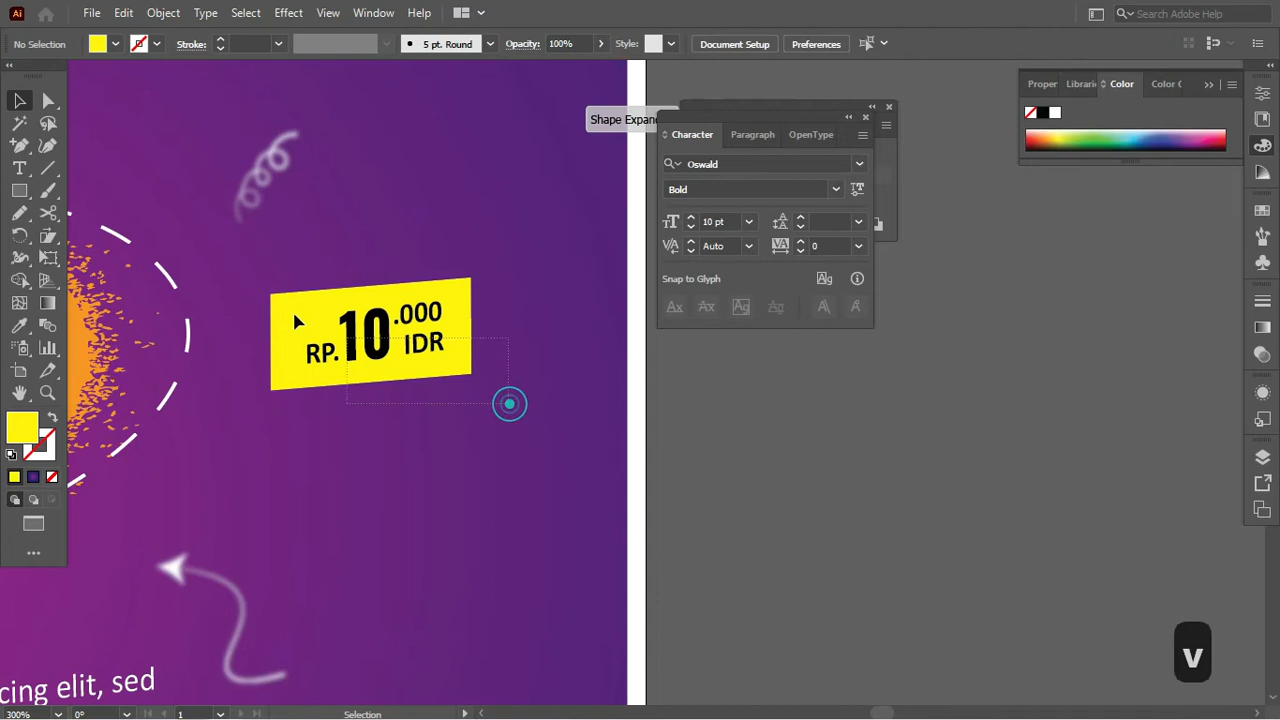 Ai File Edit Object Type Select Effect View Window Help Search Adobe Help
No Selection Stroke: 5 pt. Round Opacity: 100% Style: Document Setup Preferences
Proper Librari Color Color
Shape Expan
Character Paragraph OpenType
Oswald
Bold
10 pt
Auto 0
Snap to Glyph
RP. 10 .000
IDR
cing elit, sed
V
300% 0° 1 Selection